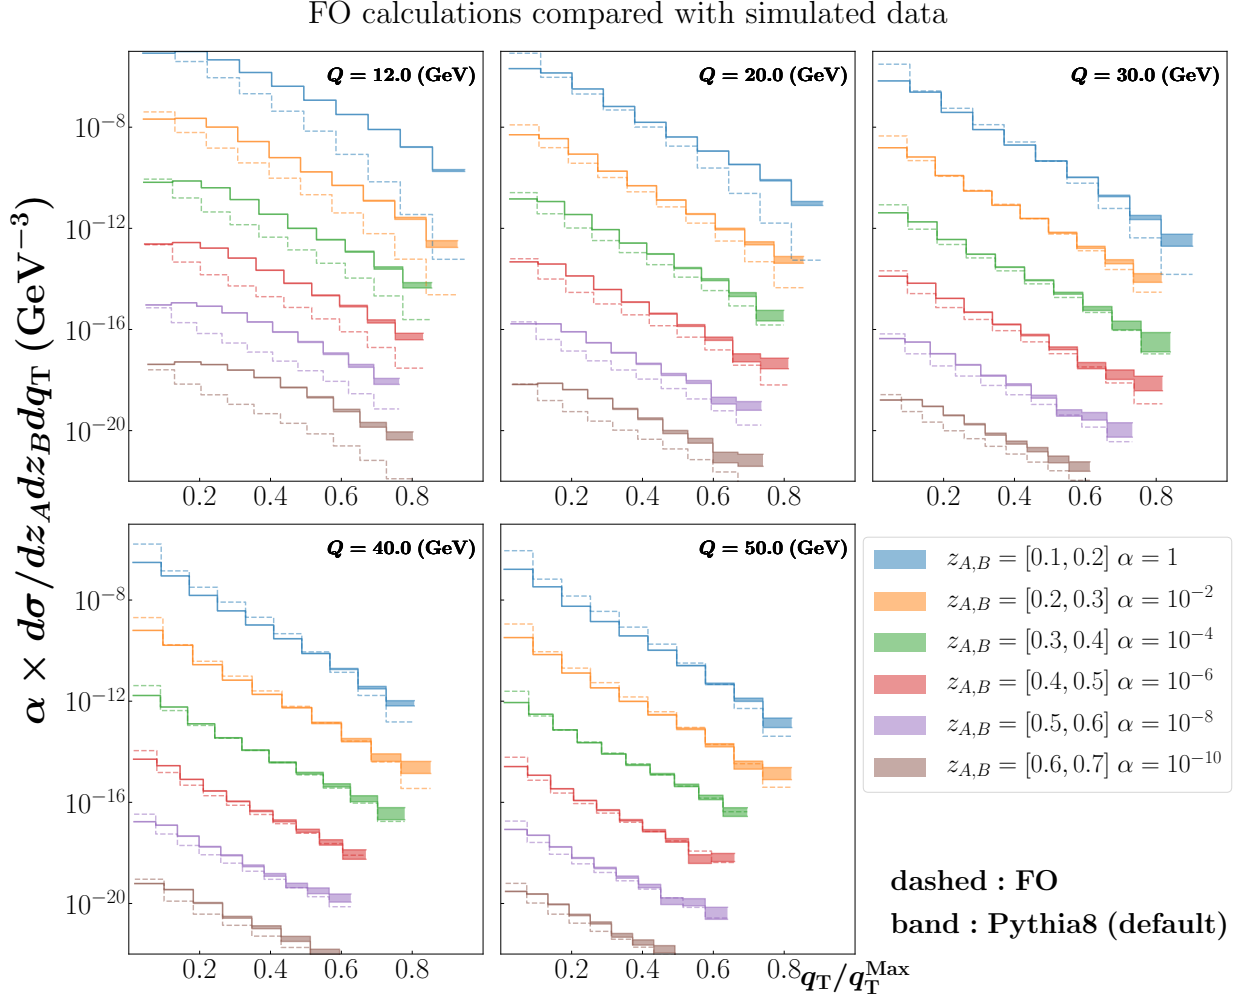 FO calculations compared with simulated data
Q = 12.0 (GeV)
Q = 20.0 (GeV)
Q = 30.0 (GeV)
10⁻⁸
10⁻¹²
10⁻¹⁶
10⁻²⁰
0.2 0.4 0.6 0.8
0.2 0.4 0.6 0.8
0.2 0.4 0.6 0.8
α × dσ/dz_A dz_B dq_T (GeV⁻³)
Q = 40.0 (GeV)
Q = 50.0 (GeV)
10⁻⁸
10⁻¹²
10⁻¹⁶
10⁻²⁰
0.2 0.4 0.6 0.8
0.2 0.4 0.6 0.8
q_T/q_T^Max
z_{A,B} = [0.1, 0.2] α = 1
z_{A,B} = [0.2, 0.3] α = 10⁻²
z_{A,B} = [0.3, 0.4] α = 10⁻⁴
z_{A,B} = [0.4, 0.5] α = 10⁻⁶
z_{A,B} = [0.5, 0.6] α = 10⁻⁸
z_{A,B} = [0.6, 0.7] α = 10⁻¹⁰
dashed : FO
band : Pythia8 (default)